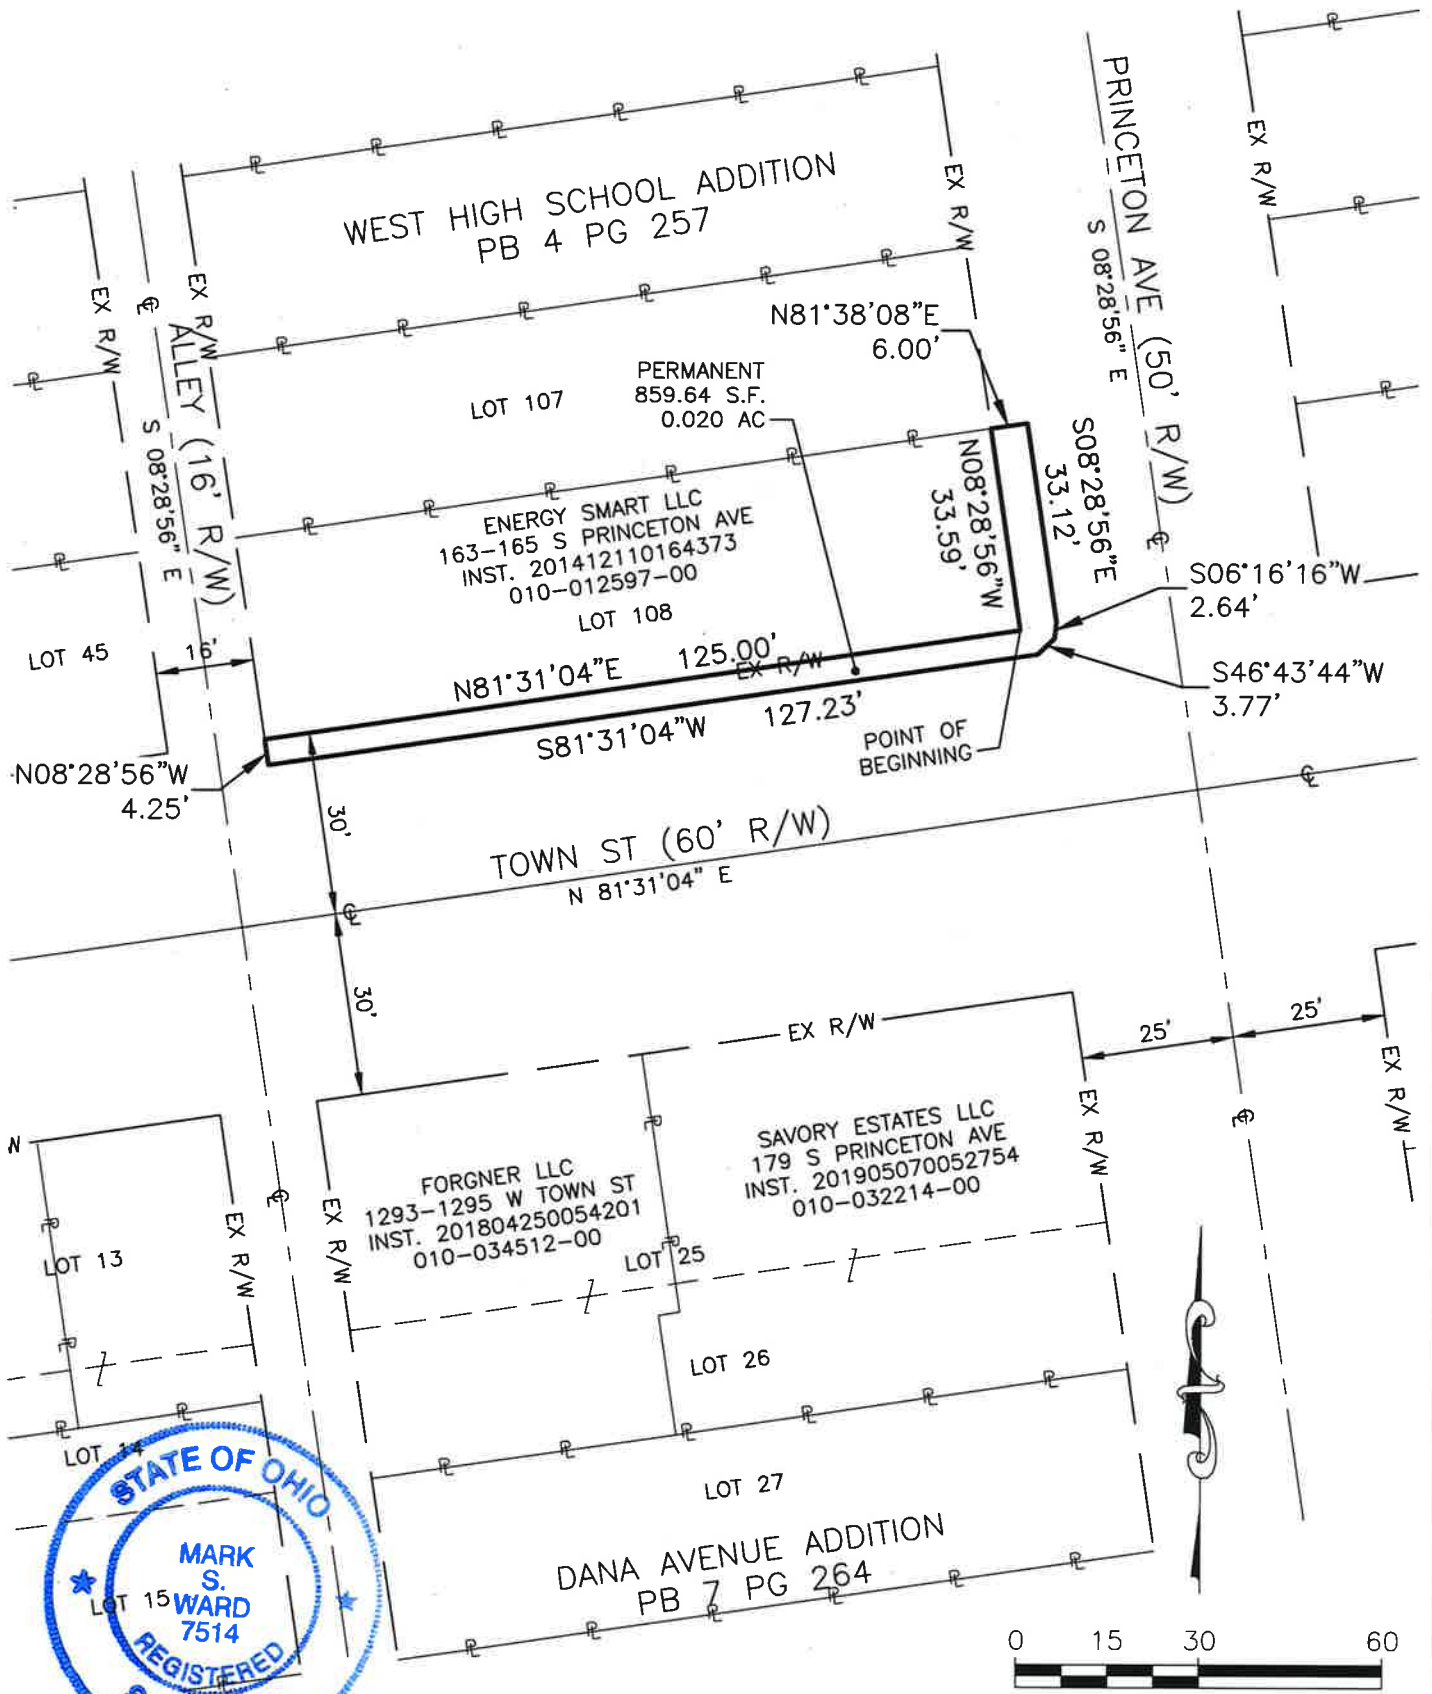 WEST HIGH SCHOOL ADDITION
PB 4 PG 257
EX R/W
EX R/W
EX R/W
EX R/W
PRINCETON AVE (50' R/W)
S 08°28'56" E
ALLEY (16' R/W)
S 08°28'56" E
N81°38'08"E
6.00'
PERMANENT
859.64 S.F.
0.020 AC
LOT 107
N08°28'56"W
33.59'
S08°28'56"E
33.12'
ENERGY SMART LLC
163-165 S PRINCETON AVE
INST. 201412110164373
010-012597-00
LOT 108
S06°16'16"W
2.64'
LOT 45
16'
N81°31'04"E 125.00'
EX R/W
S46°43'44"W
3.77'
S81°31'04"W 127.23'
POINT OF
BEGINNING
N08°28'56"W
4.25'
30'
TOWN ST (60' R/W)
N 81°31'04" E
30'
EX R/W
25'
25'
EX R/W
EX R/W
W
FORGNER LLC
1293-1295 W TOWN ST
INST. 201804250054201
010-034512-00
SAVORY ESTATES LLC
179 S PRINCETON AVE
INST. 201905070052754
010-032214-00
EX R/W
EX R/W
LOT 13
LOT 25
LOT 26
LOT 14
LOT 27
DANA AVENUE ADDITION
PB 7 PG 264
LOT 15
STATE OF OHIO
MARK
S.
WARD
7514
REGISTERED
0 15 30 60